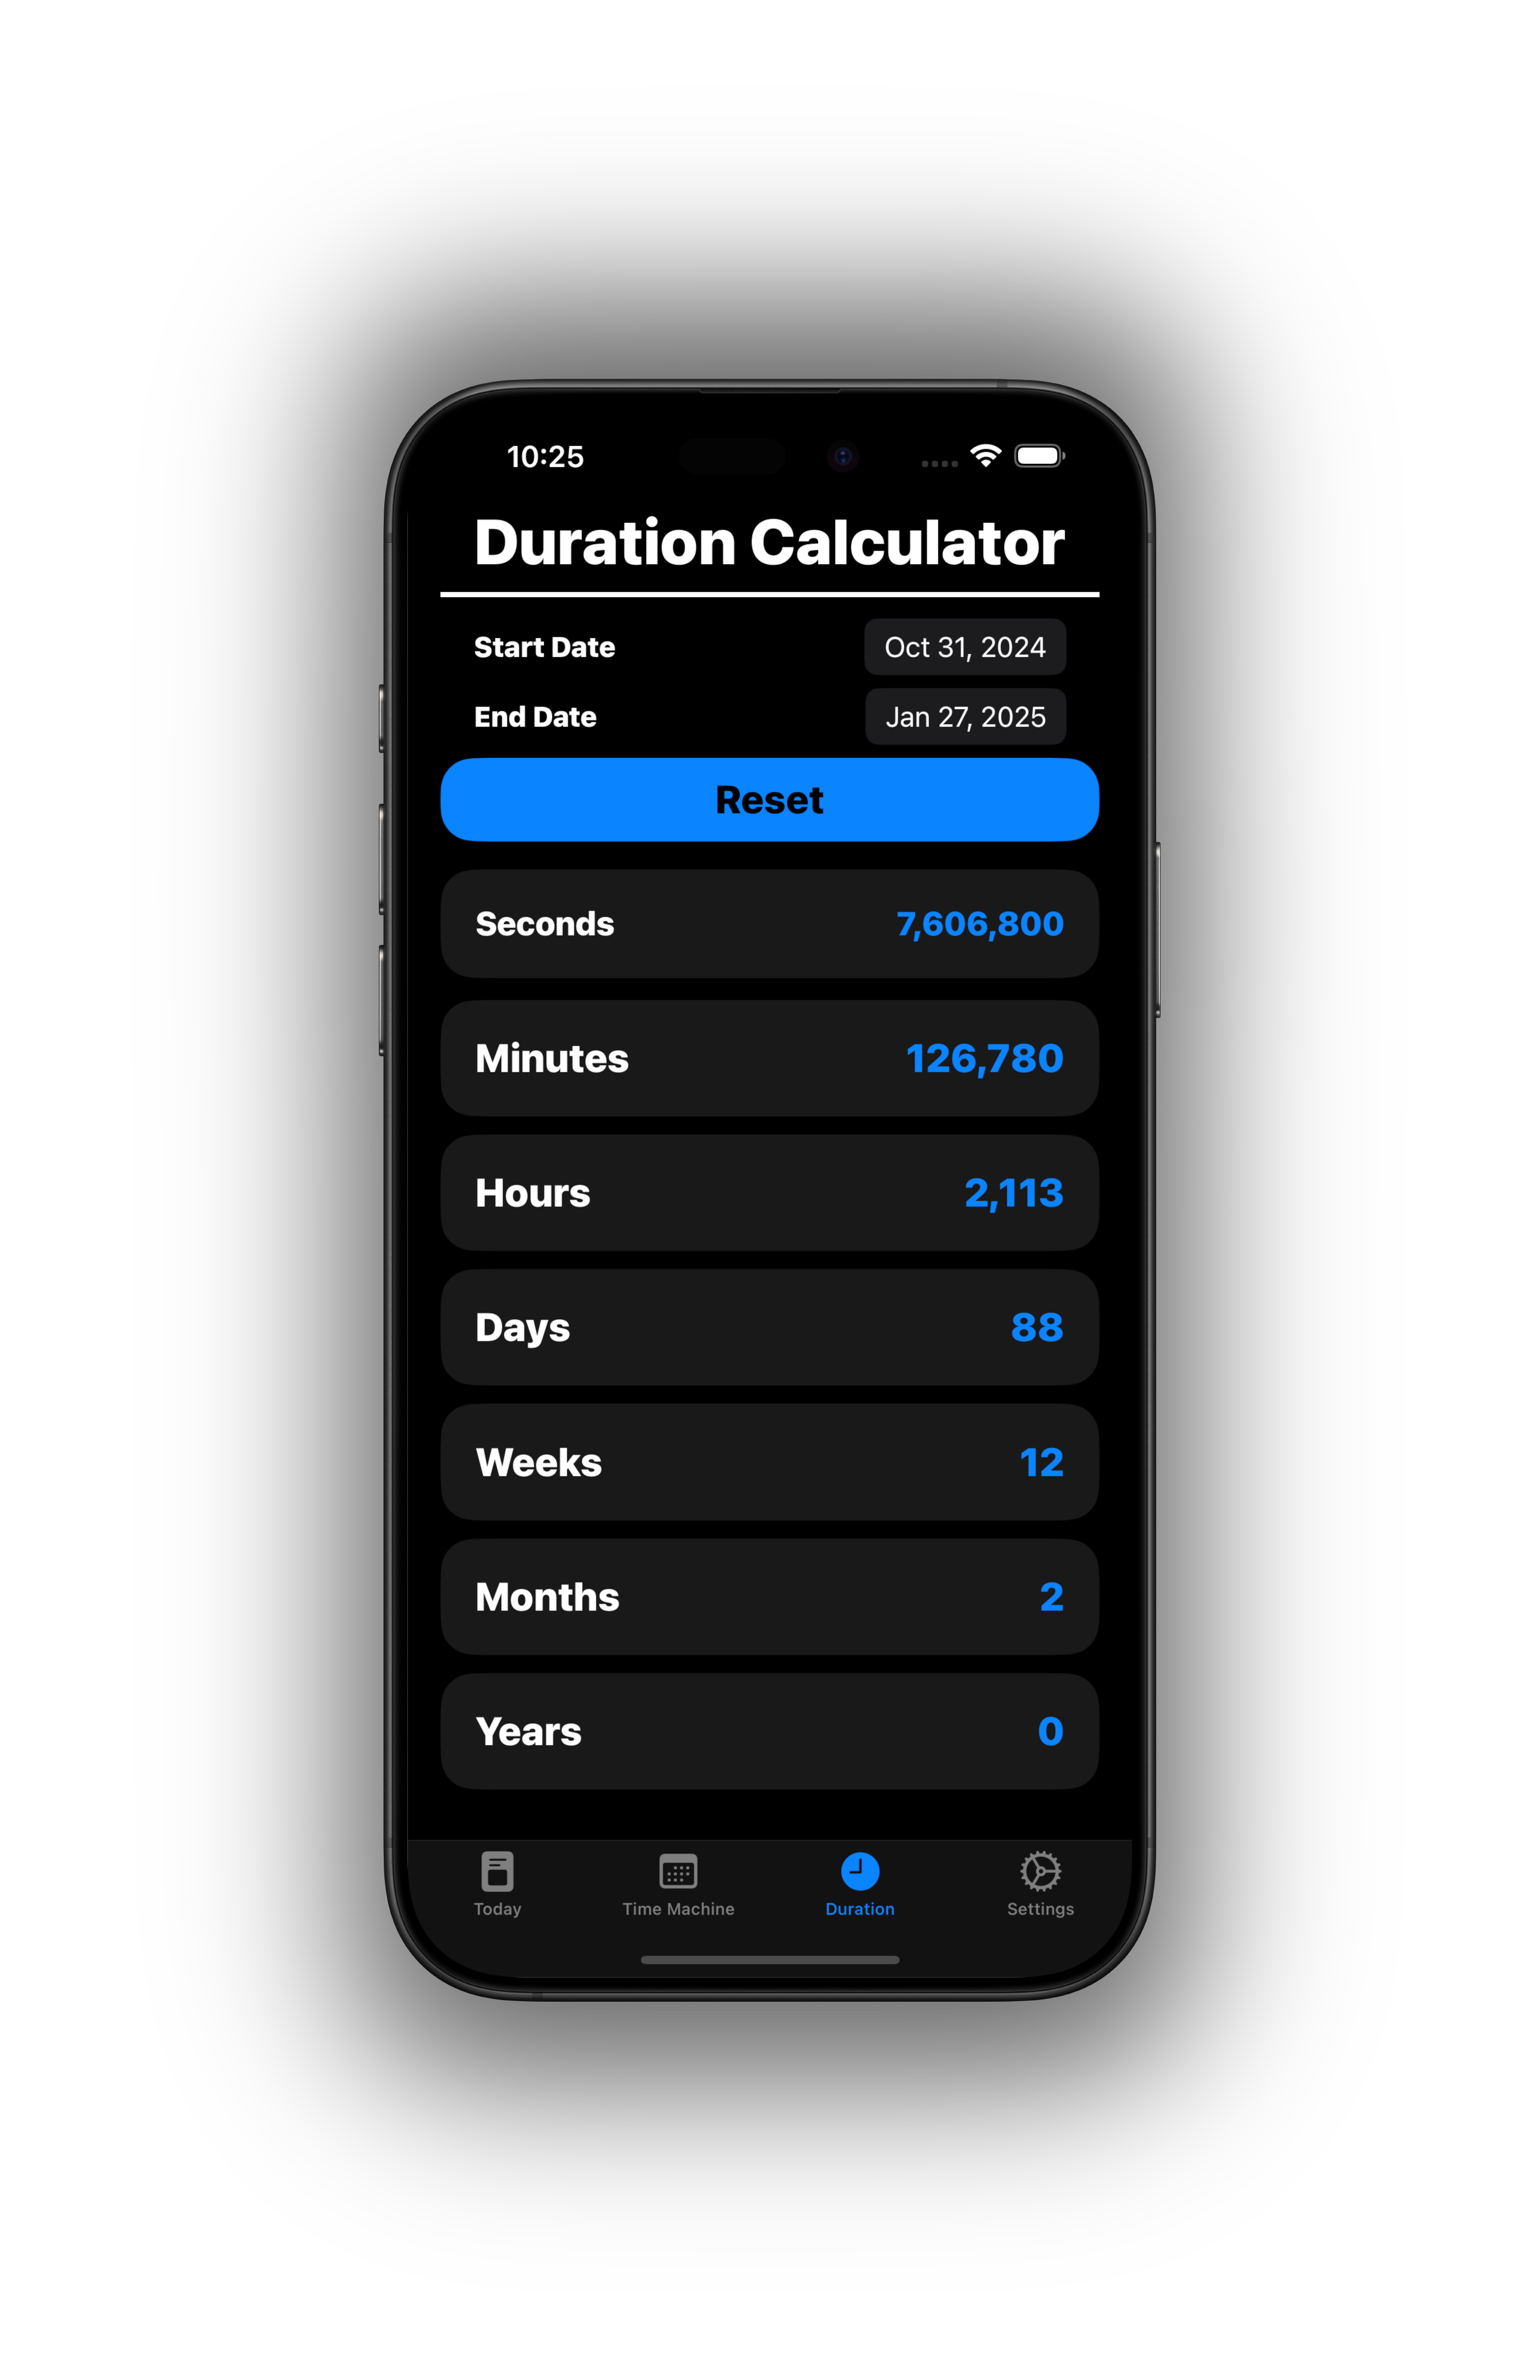 10:25
Duration Calculator
Start Date Oct 31, 2024
End Date Jan 27, 2025
Reset
Seconds 7,606,800
Minutes 126,780
Hours 2,113
Days 88
Weeks 12
Months 2
Years 0
Today Time Machine Duration Settings